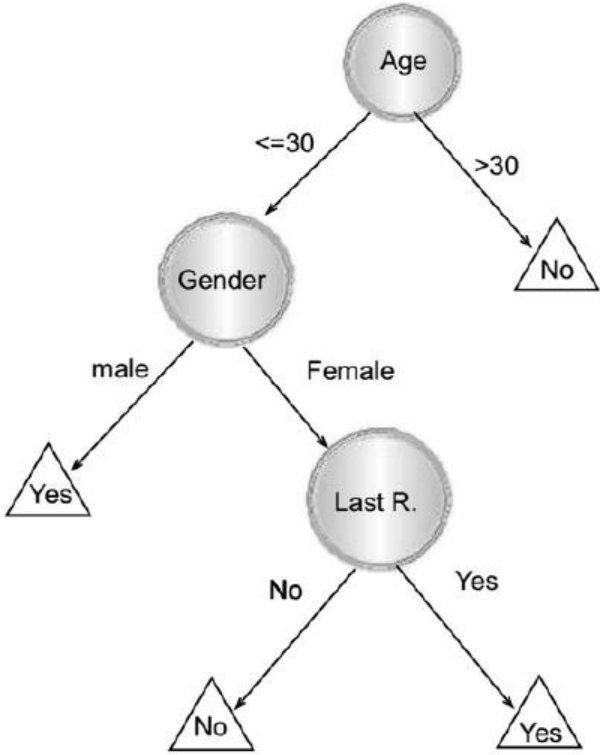 Age
<=30
>30
No
Gender
male
Female
Yes
Last R.
No
Yes
No
Yes